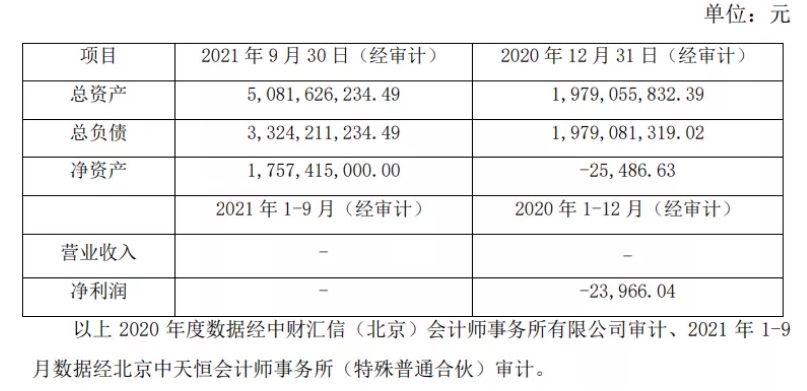 单位：元
项目 2021 年 9 月 30 日（经审计） 2020 年 12 月 31 日（经审计）
总资产 5,081,626,234.49 1,979,055,832.39
总负债 3,324,211,234.49 1,979,081,319.02
净资产 1,757,415,000.00 -25,486.63
2021 年 1-9 月（经审计） 2020 年 1-12 月（经审计）
营业收入 - -
净利润 - -23,966.04
以上 2020 年度数据经中财汇信（北京）会计师事务所有限公司审计、2021 年 1-9
月数据经北京中天恒会计师事务所（特殊普通合伙）审计。